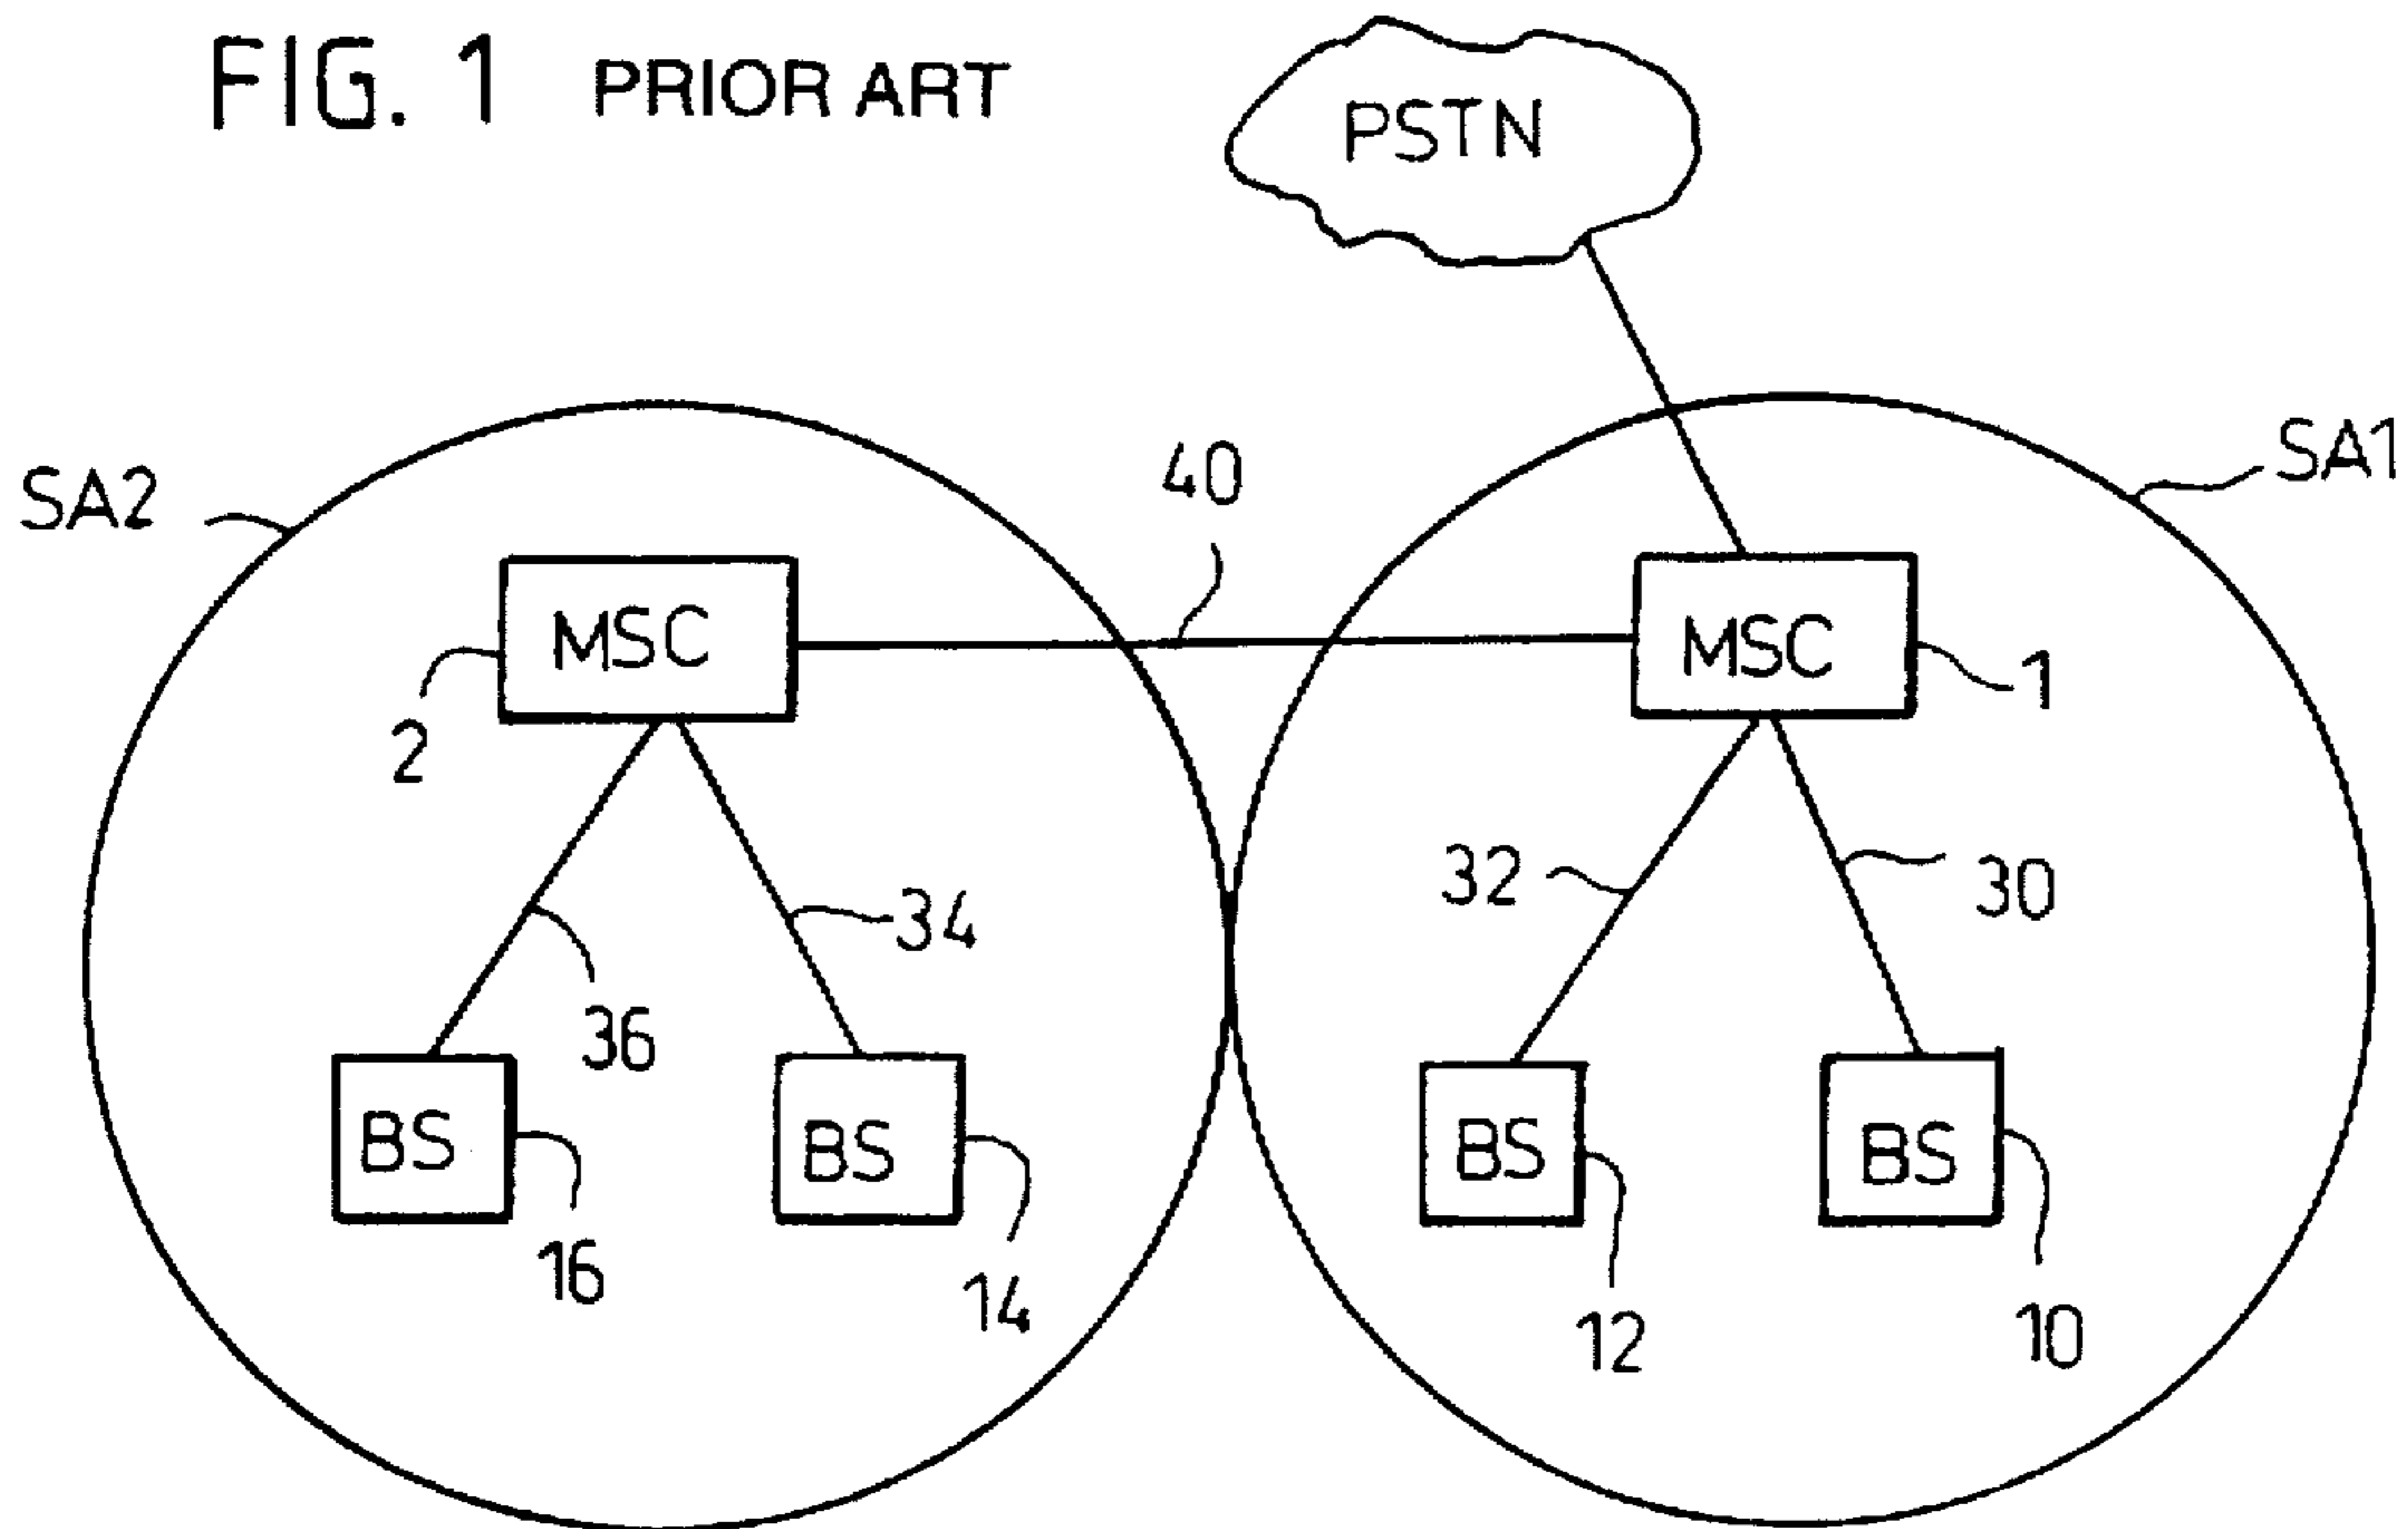 FIG. 1 PRIOR ART
PSTN
SA1
40
SA2
MSC
MSC
1
2
32
30
34
36
BS
BS
BS
BS
16
14
12
10